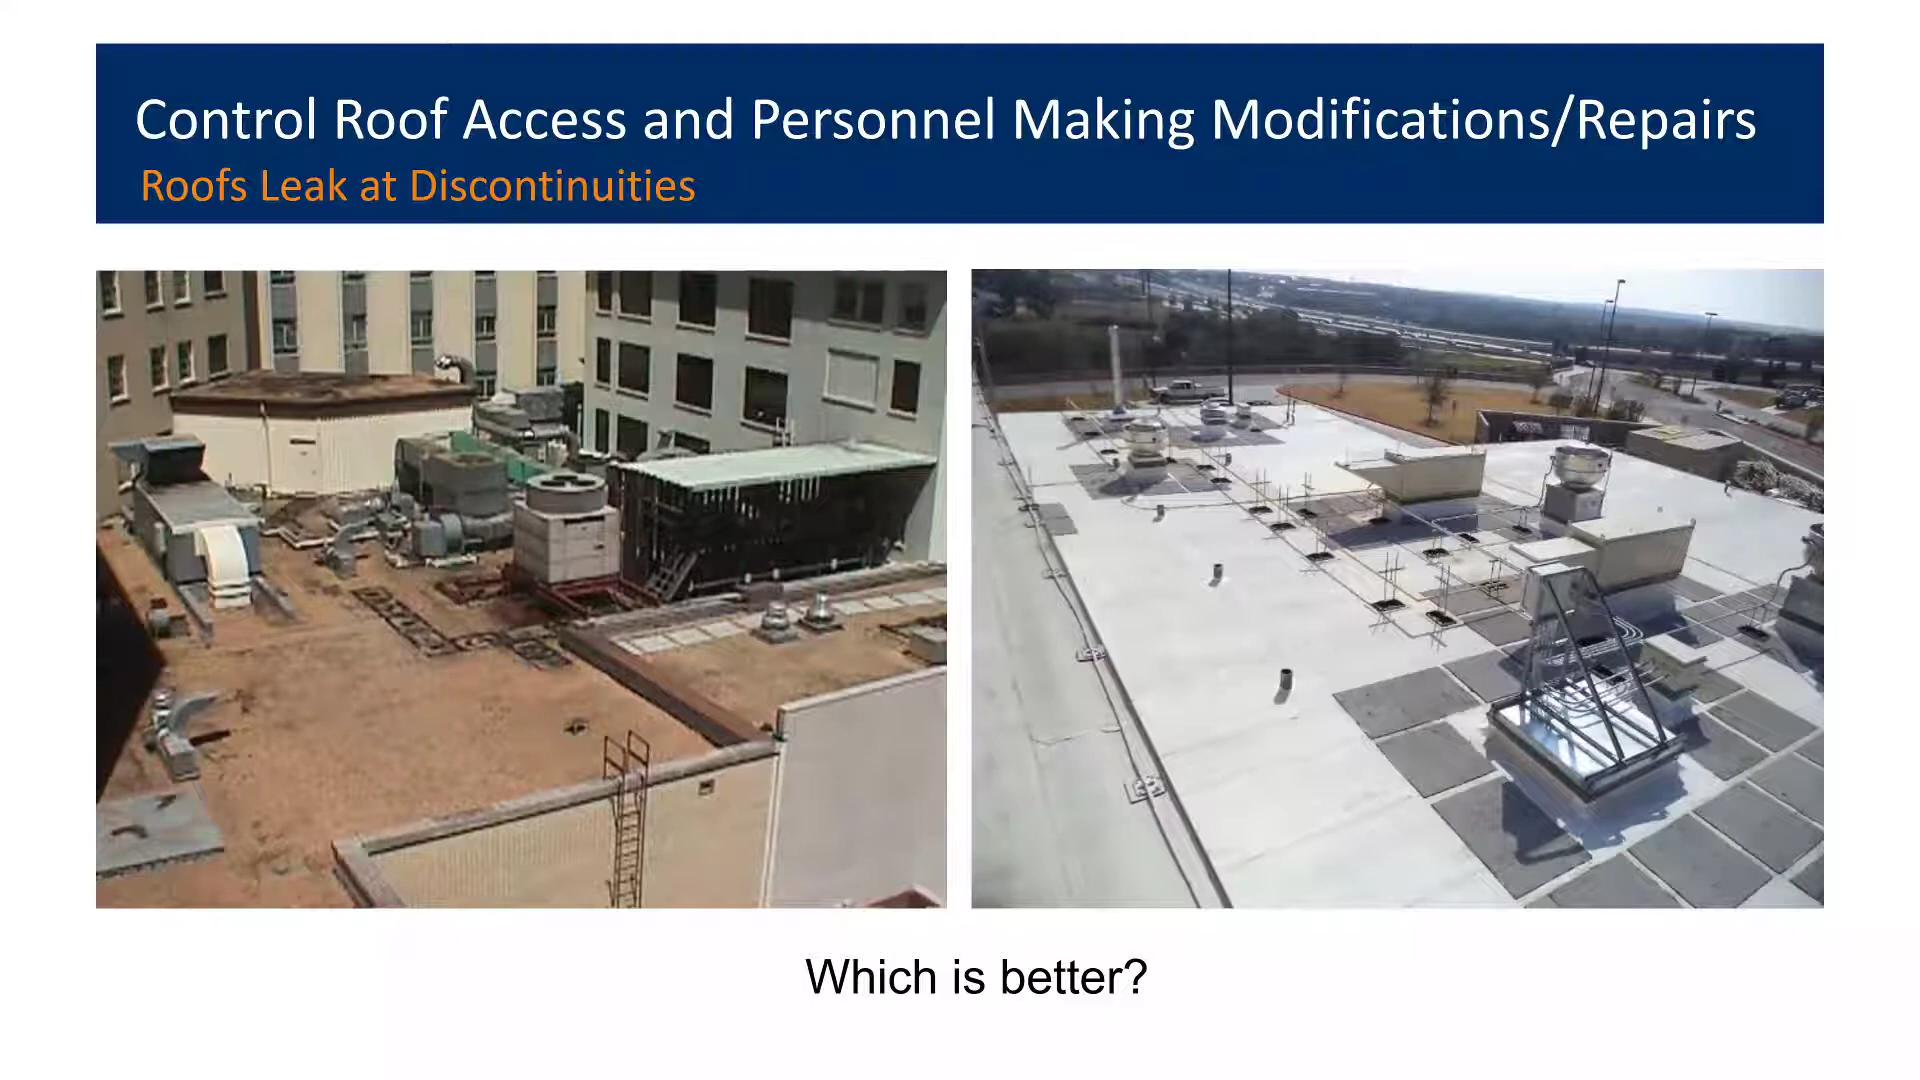 Control Roof Access and Personnel Making Modifications/Repairs
Roofs Leak at Discontinuities
Which is better?